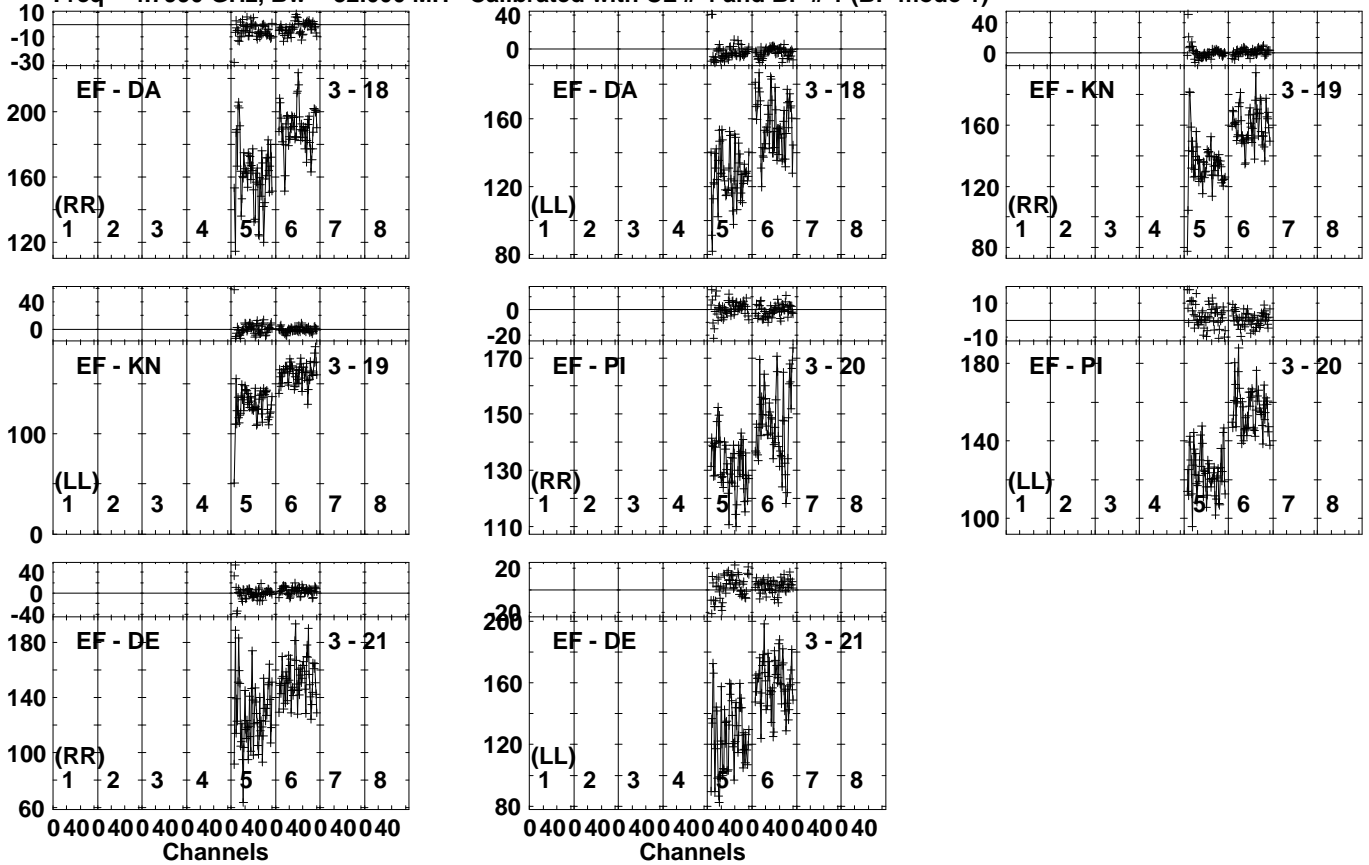 10
-10
-30
EF - DA 3 - 18
200
160
(RR)
1 2 3 4 5 6 7 8
120
40
0
EF - DA 3 - 18
160
120
(LL)
1 2 3 4 5 6 7 8
80
40
0
EF - KN 3 - 19
160
120
(RR)
1 2 3 4 5 6 7 8
80
40
0
EF - KN 3 - 19
100
(LL)
1 2 3 4 5 6 7 8
0
0
-20
170 EF - PI 3 - 20
150
130
(RR)
1 2 3 4 5 6 7 8
110
10
-10
180 EF - PI 3 - 20
140
(LL)
1 2 3 4 5 6 7 8
100
40
0
-40
180 EF - DE 3 - 21
140
100
(RR)
1 2 3 4 5 6 7 8
60
20
200
EF - DE 3 - 21
160
120
(LL)
1 2 3 4 5 6 7 8
80
0 40 0 40 0 40 0 40 0 40 0 40 0 40 0 40
Channels
0 40 0 40 0 40 0 40 0 40 0 40 0 40 0 40
Channels